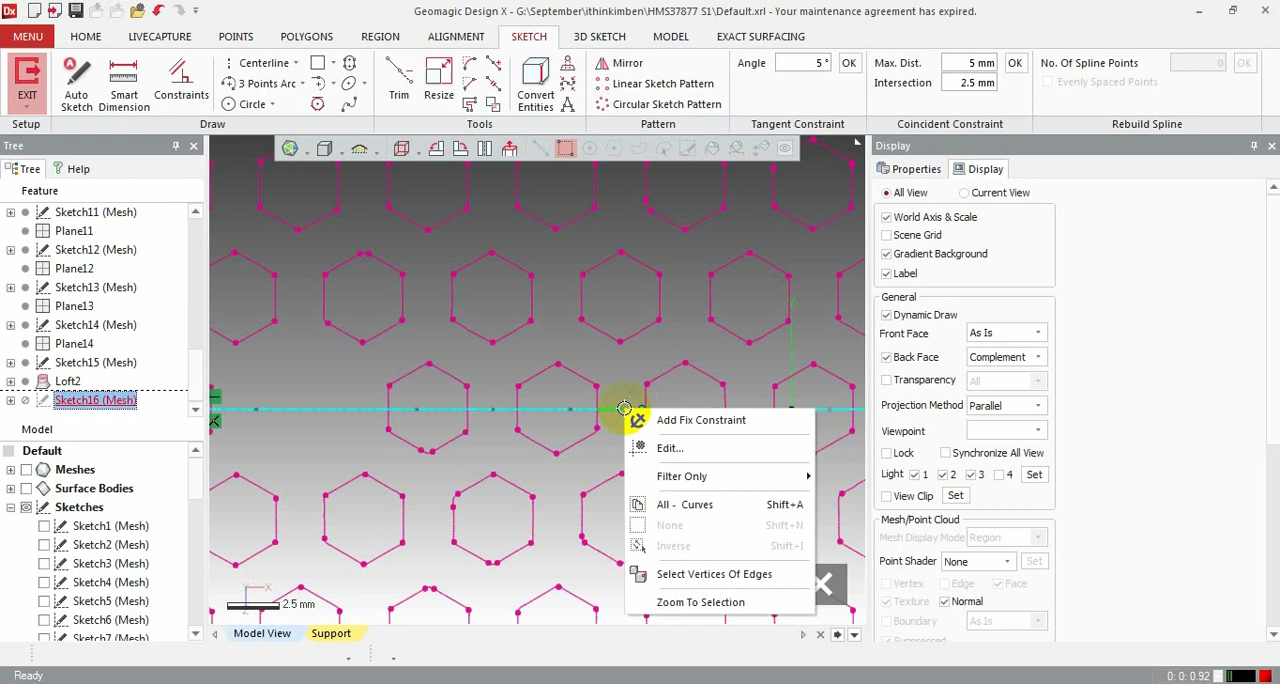 Dx Geomagic Design X - G:\September\ithinkimben\HMS37877 S1\Default.xrl - Your maintenance agreement has expired.
MENU HOME LIVECAPTURE POINTS POLYGONS REGION ALIGNMENT SKETCH 3D SKETCH MODEL EXACT SURFACING
Centerline Mirror Angle 5 ° OK Max. Dist. 5 mm OK No. Of Spline Points 0 OK
3 Points Arc Linear Sketch Pattern Intersection 2.5 mm Evenly Spaced Points
EXIT Auto Sketch Smart Dimension Constraints Circle Trim Resize Convert Entities Circular Sketch Pattern
Setup Draw Tools Pattern Tangent Constraint Coincident Constraint Rebuild Spline
Tree
Tree Help
Feature
Sketch11 (Mesh)
Plane11
Sketch12 (Mesh)
Plane12
Sketch13 (Mesh)
Plane13
Sketch14 (Mesh)
Plane14
Sketch15 (Mesh)
Loft2
Sketch16 (Mesh)
Model
Default
Meshes
Surface Bodies
Sketches
Sketch1 (Mesh)
Sketch2 (Mesh)
Sketch3 (Mesh)
Sketch4 (Mesh)
Sketch5 (Mesh)
Sketch6 (Mesh)
Sketch7 (Mesh)
Add Fix Constraint
Edit...
Filter Only
All - Curves Shift+A
None Shift+N
Inverse Shift+I
Select Vertices Of Edges
Zoom To Selection
2.5 mm
Model View Support
Display
Properties Display
All View Current View
World Axis & Scale
Scene Grid
Gradient Background
Label
General
Dynamic Draw
Front Face As Is
Back Face Complement
Transparency All
Projection Method Parallel
Viewpoint
Lock Synchronize All View
Light 1 2 3 4 Set
View Clip Set
Mesh/Point Cloud
Mesh Display Mode Region
Point Shader None Set
Vertex Edge Face
Texture Normal
Boundary As Is
Ready 0: 0: 0.92